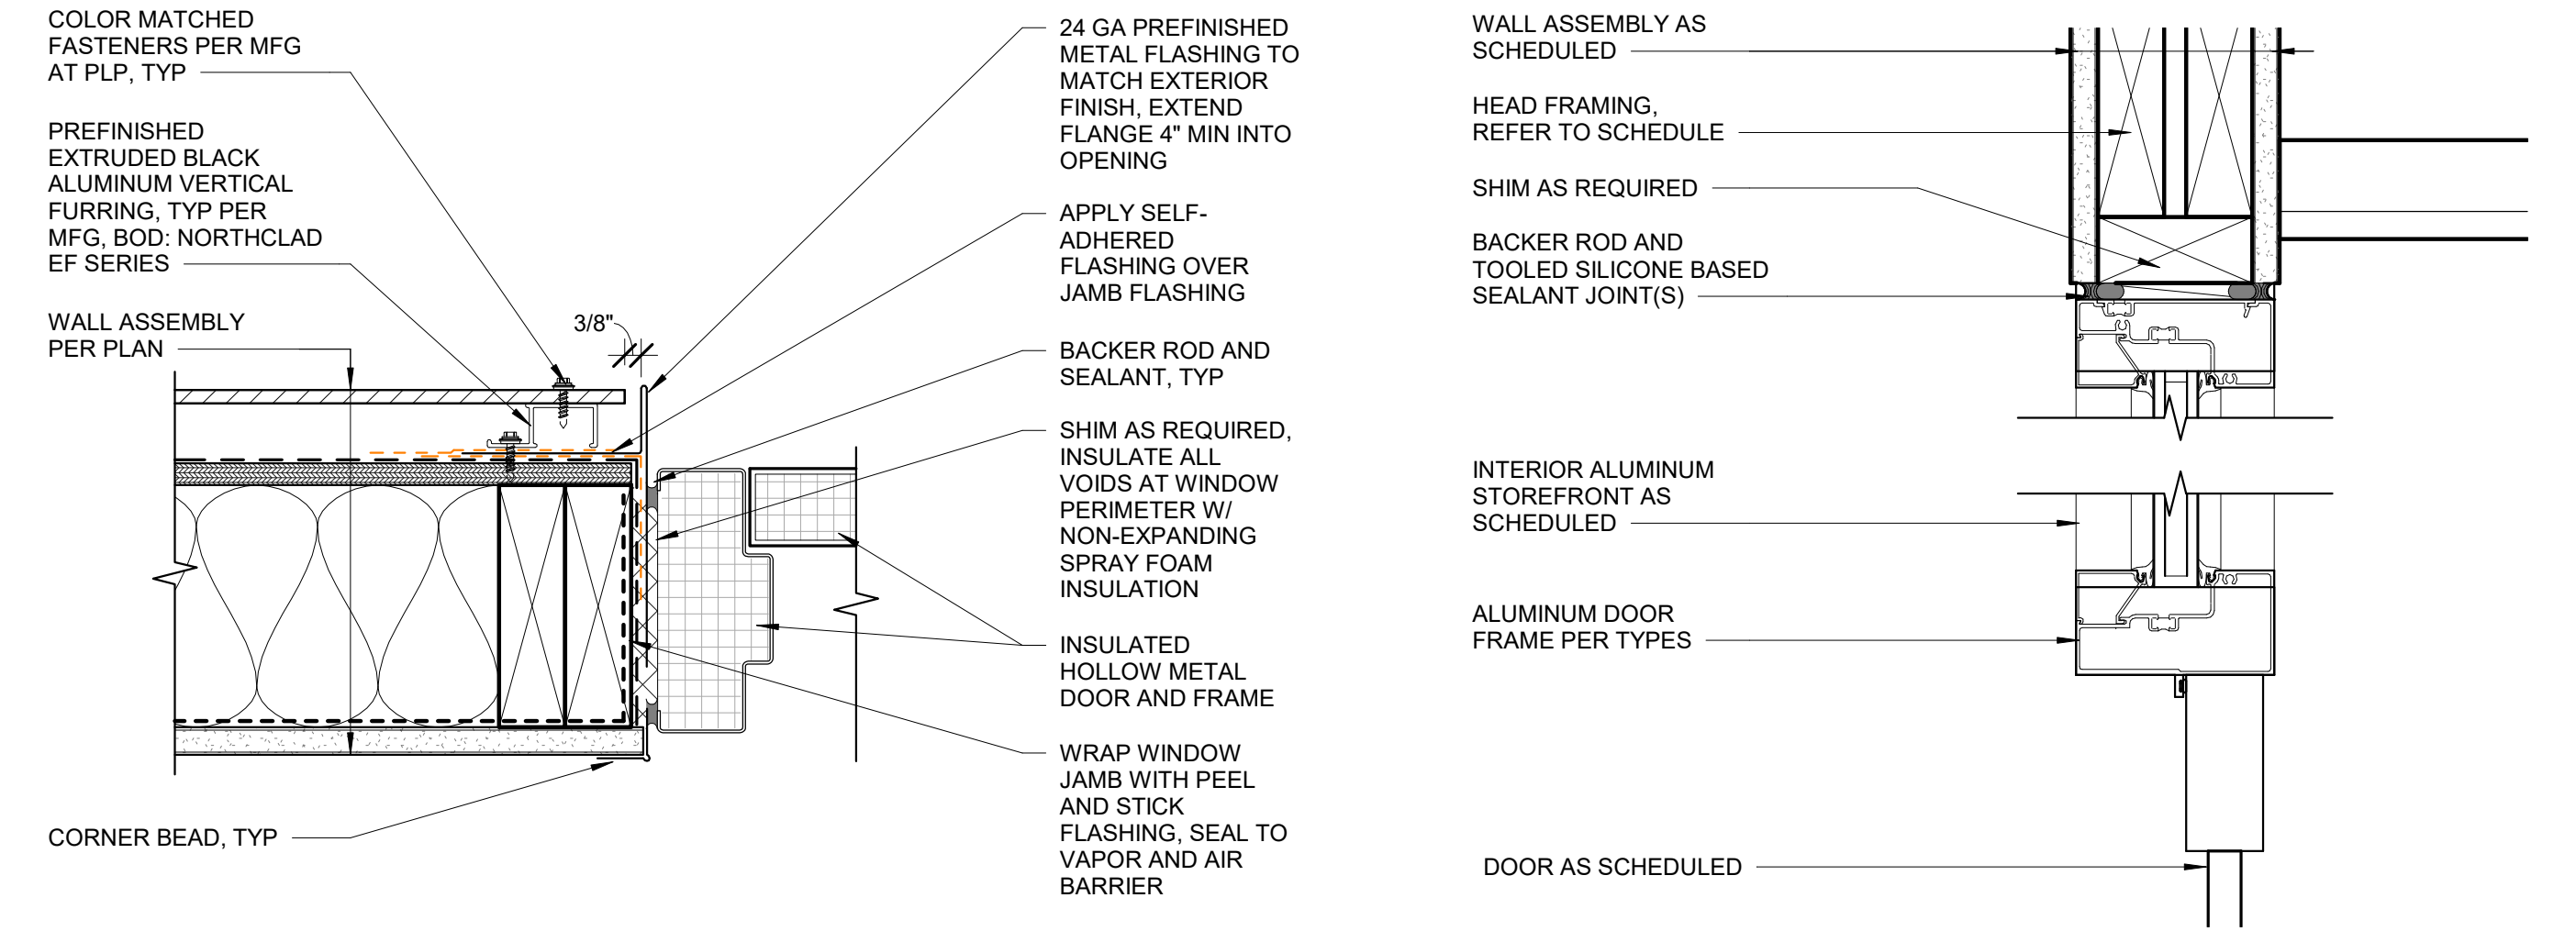 COLOR MATCHED
FASTENERS PER MFG
AT PLP, TYP
PREFINISHED
EXTRUDED BLACK
ALUMINUM VERTICAL
FURRING, TYP PER
MFG, BOD: NORTHCLAD
EF SERIES
WALL ASSEMBLY
PER PLAN
CORNER BEAD, TYP
3/8"
24 GA PREFINISHED
METAL FLASHING TO
MATCH EXTERIOR
FINISH, EXTEND
FLANGE 4" MIN INTO
OPENING
APPLY SELF-
ADHERED
FLASHING OVER
JAMB FLASHING
BACKER ROD AND
SEALANT, TYP
SHIM AS REQUIRED,
INSULATE ALL
VOIDS AT WINDOW
PERIMETER W/
NON-EXPANDING
SPRAY FOAM
INSULATION
INSULATED
HOLLOW METAL
DOOR AND FRAME
WRAP WINDOW
JAMB WITH PEEL
AND STICK
FLASHING, SEAL TO
VAPOR AND AIR
BARRIER
WALL ASSEMBLY AS
SCHEDULED
HEAD FRAMING,
REFER TO SCHEDULE
SHIM AS REQUIRED
BACKER ROD AND
TOOLED SILICONE BASED
SEALANT JOINT(S)
INTERIOR ALUMINUM
STOREFRONT AS
SCHEDULED
ALUMINUM DOOR
FRAME PER TYPES
DOOR AS SCHEDULED